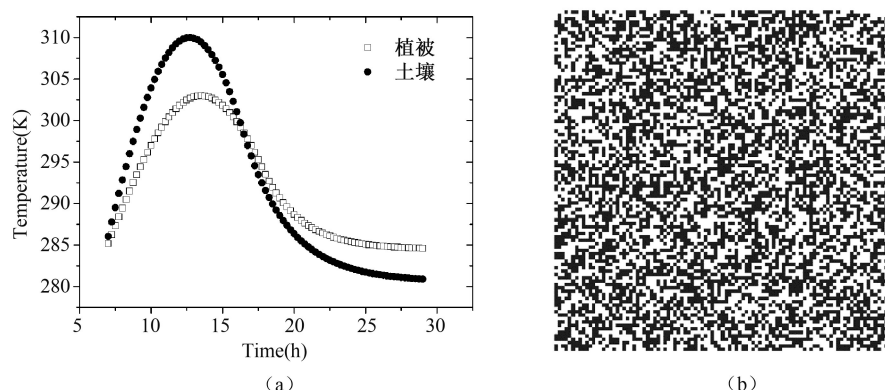 植被
土壤
310
305
300
295
290
285
280
Temperature(K)
5 10 15 20 25 30
Time(h)
（a）
（b）